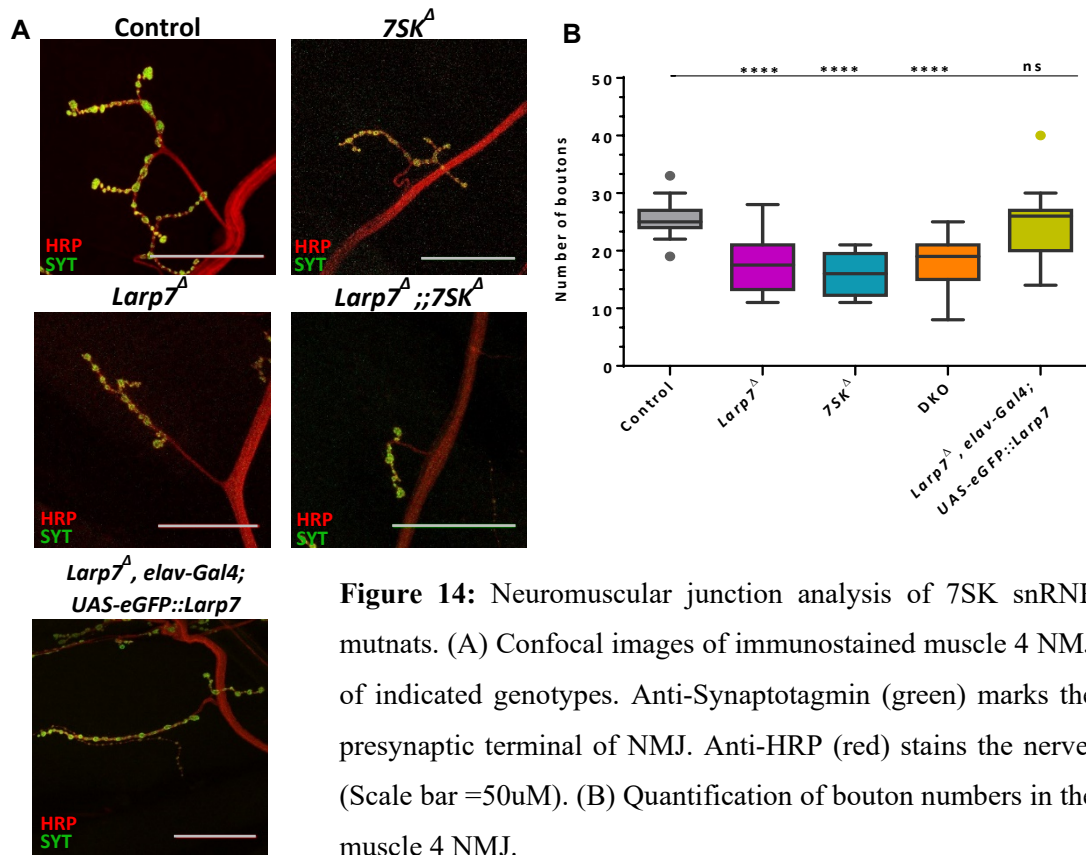 A
Control
7SK^Δ
HRP
SYT
HRP
SYT
Larp7^Δ
Larp7^Δ ;;7SK^Δ
HRP
SYT
HRP
SYT
Larp7^Δ, elav-Gal4;
UAS-eGFP::Larp7
HRP
SYT
B
**** **** **** ns
50
40
30
20
10
0
Number of boutons
Control
Larp7^Δ
7SK^Δ
DKO
Larp7^Δ, elav-Gal4;
UAS-eGFP::Larp7
Figure 14: Neuromuscular junction analysis of 7SK snRNP
mutnats. (A) Confocal images of immunostained muscle 4 NMJ
of indicated genotypes. Anti-Synaptotagmin (green) marks the
presynaptic terminal of NMJ. Anti-HRP (red) stains the nerve.
(Scale bar =50uM). (B) Quantification of bouton numbers in the
muscle 4 NMJ.